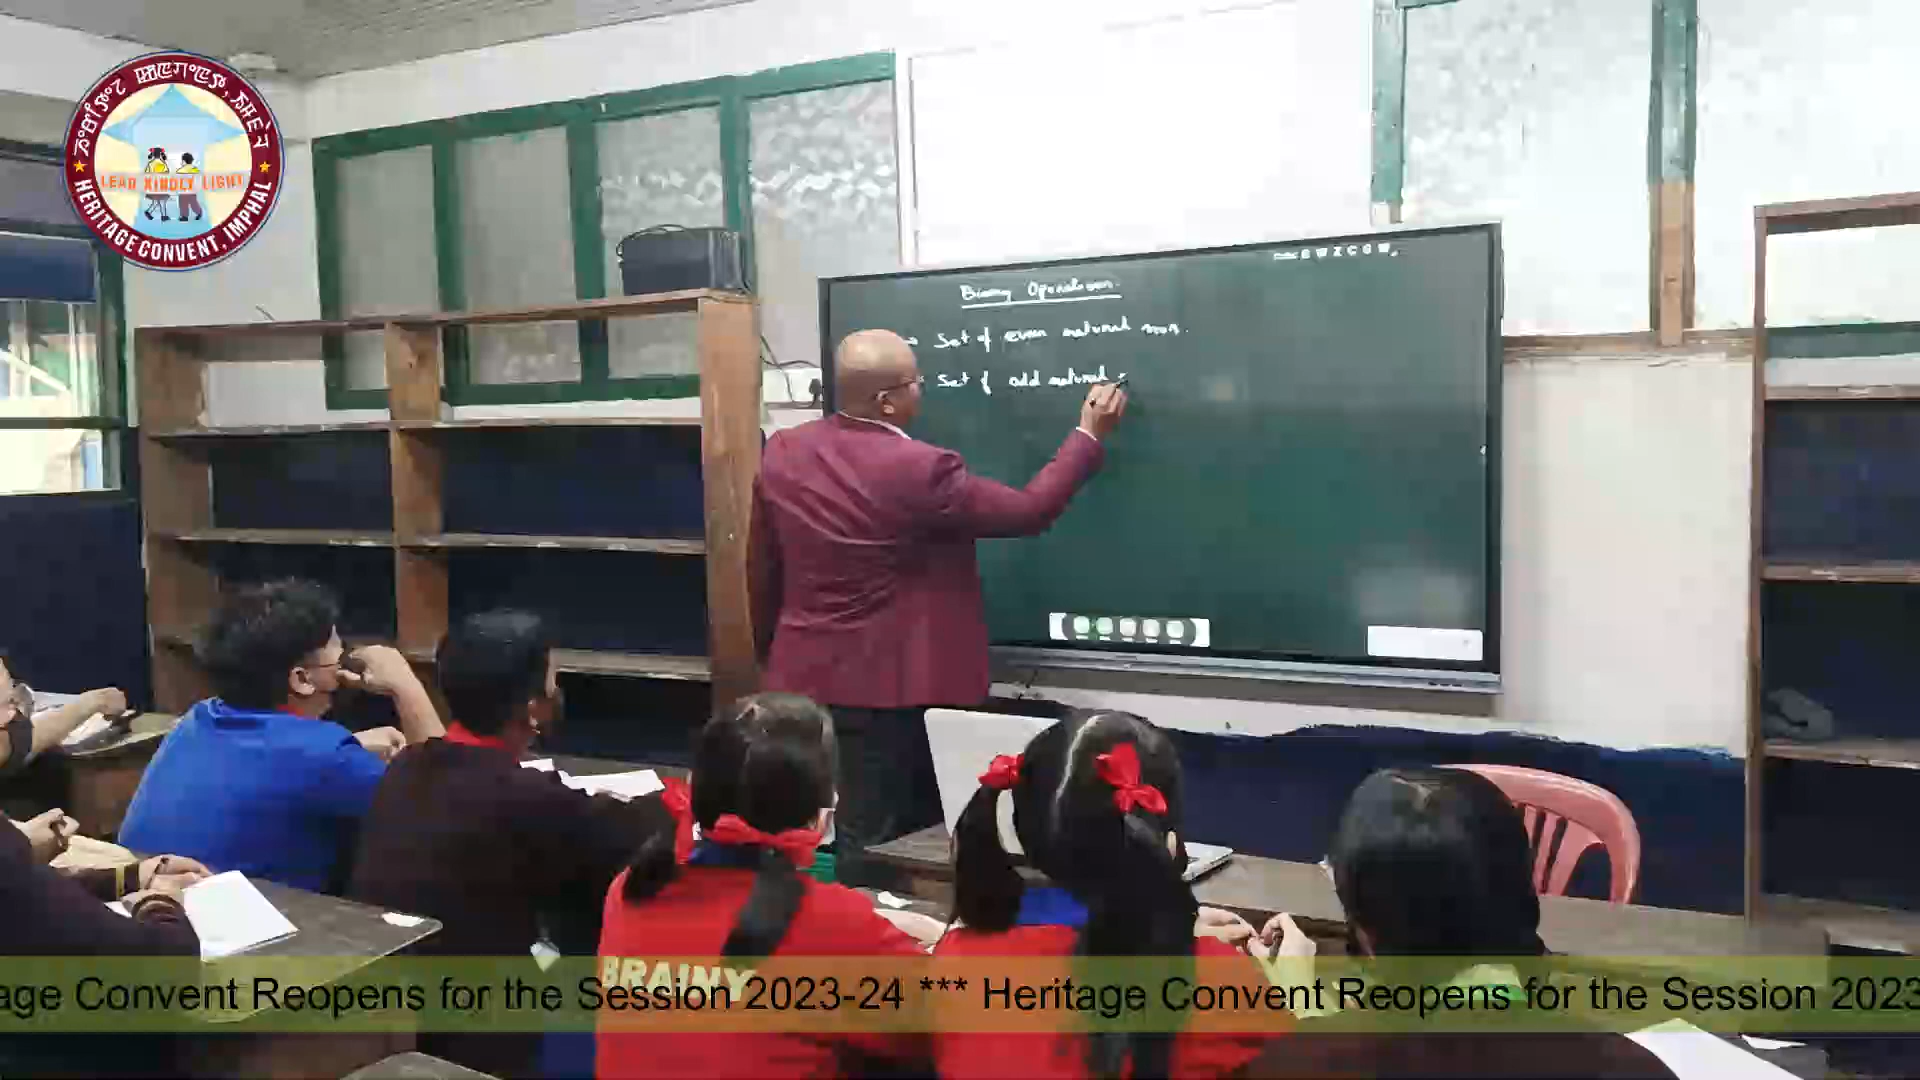 HERITAGE CONVENT, IMPHAL
LEAD KINDLY LIGHT
Binary Operations.
Set of even natural nos.
Set of odd natural
BRAINY
age Convent Reopens for the Session 2023-24 *** Heritage Convent Reopens for the Session 2023